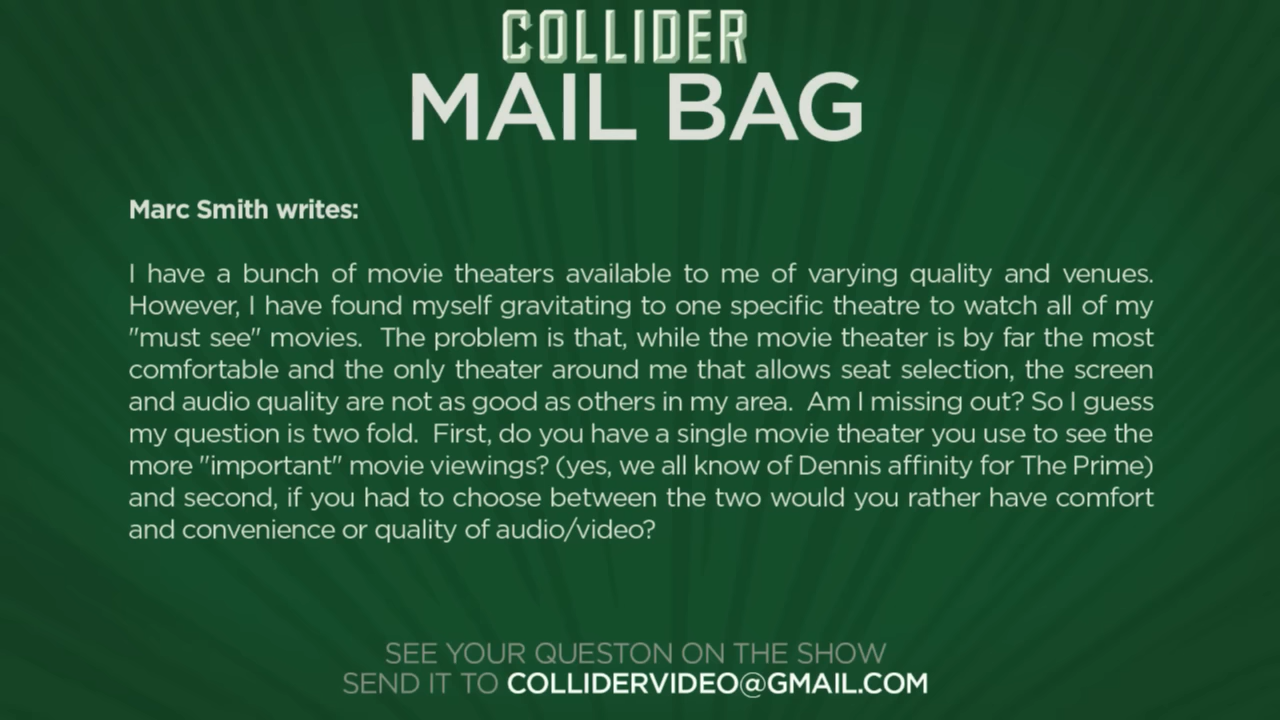 COLLIDER
MAIL BAG
Marc Smith writes:
I have a bunch of movie theaters available to me of varying quality and venues.
However, I have found myself gravitating to one specific theatre to watch all of my
"must see" movies. The problem is that, while the movie theater is by far the most
comfortable and the only theater around me that allows seat selection, the screen
and audio quality are not as good as others in my area. Am I missing out? So I guess
my question is two fold. First, do you have a single movie theater you use to see the
more "important" movie viewings? (yes, we all know of Dennis affinity for The Prime)
and second, if you had to choose between the two would you rather have comfort
and convenience or quality of audio/video?
SEE YOUR QUESTON ON THE SHOW
SEND IT TO COLLIDERVIDEO@GMAIL.COM